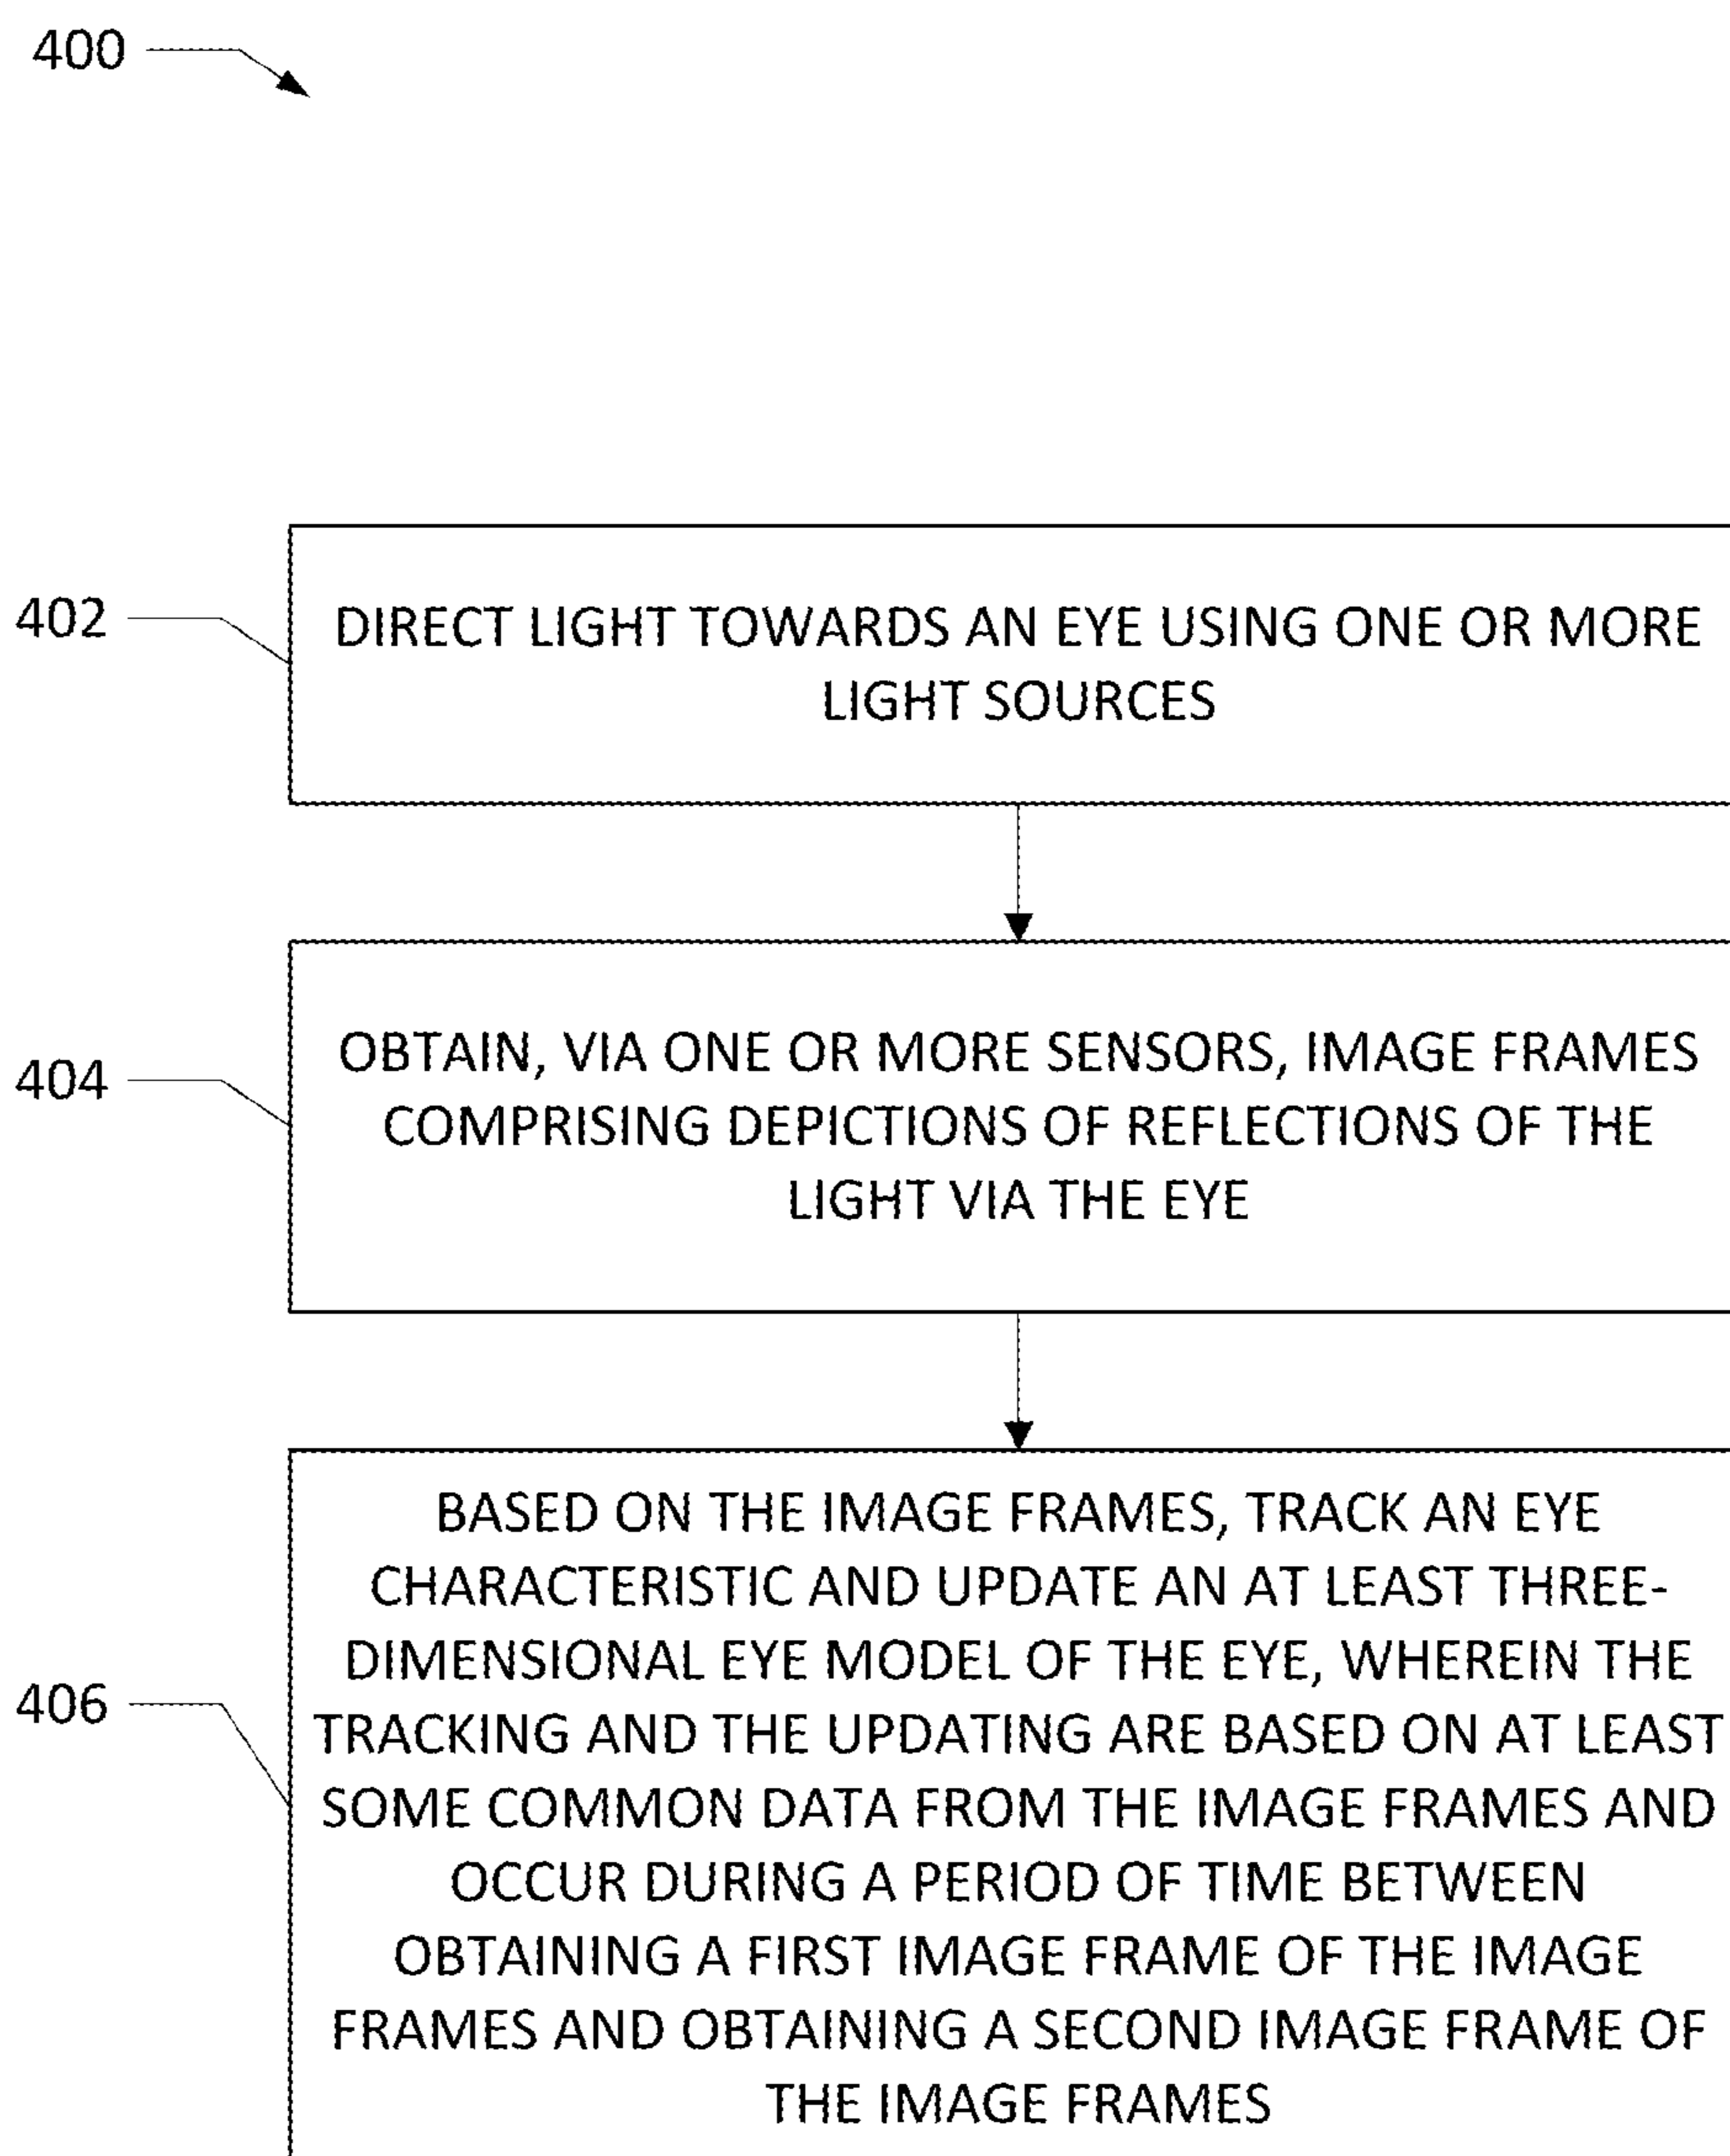 400
402
DIRECT LIGHT TOWARDS AN EYE USING ONE OR MORE
LIGHT SOURCES
404
OBTAIN, VIA ONE OR MORE SENSORS, IMAGE FRAMES
COMPRISING DEPICTIONS OF REFLECTIONS OF THE
LIGHT VIA THE EYE
406
BASED ON THE IMAGE FRAMES, TRACK AN EYE
CHARACTERISTIC AND UPDATE AN AT LEAST THREE-
DIMENSIONAL EYE MODEL OF THE EYE, WHEREIN THE
TRACKING AND THE UPDATING ARE BASED ON AT LEAST
SOME COMMON DATA FROM THE IMAGE FRAMES AND
OCCUR DURING A PERIOD OF TIME BETWEEN
OBTAINING A FIRST IMAGE FRAME OF THE IMAGE
FRAMES AND OBTAINING A SECOND IMAGE FRAME OF
THE IMAGE FRAMES